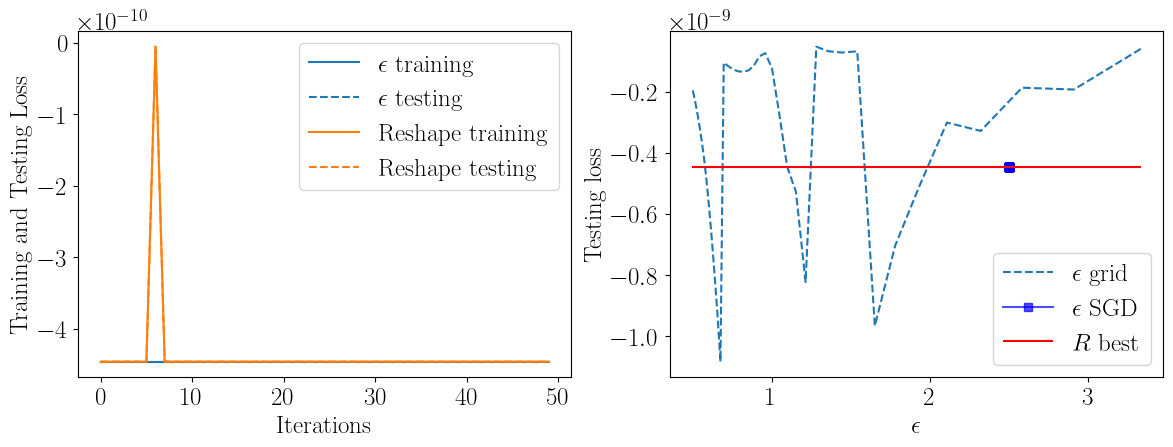 ×10⁻¹⁰
0
−1
−2
−3
−4
Training and Testing Loss
0
10
20
30
40
50
Iterations
ϵ training
ϵ testing
Reshape training
Reshape testing
×10⁻⁹
−0.2
−0.4
−0.6
−0.8
−1.0
Testing loss
1
2
3
ϵ
ϵ grid
ϵ SGD
R best